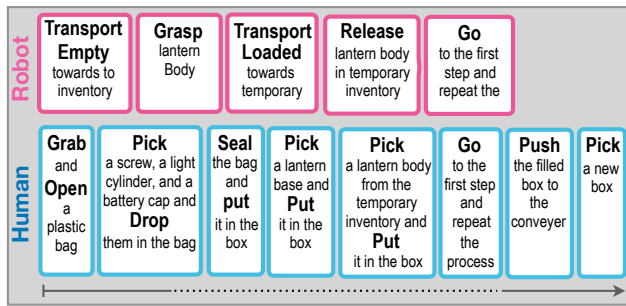 Robot
Transport
Empty
towards to
inventory
Grasp
lantern
Body
Transport
Loaded
towards
temporary
Release
lantern body
in temporary
inventory
Go
to the first
step and
repeat the
Human
Grab
and
Open
a
plastic
bag
Pick
a screw, a light
cylinder, and a
battery cap and
Drop
them in the bag
Seal
the bag
and
put
it in the
box
Pick
a lantern
base and
Put
it in the
box
Pick
a lantern body
from the
temporary
inventory and
Put
it in the box
Go
to the
first step
and
repeat
the
process
Push
the filled
box to
the
conveyer
Pick
a new
box